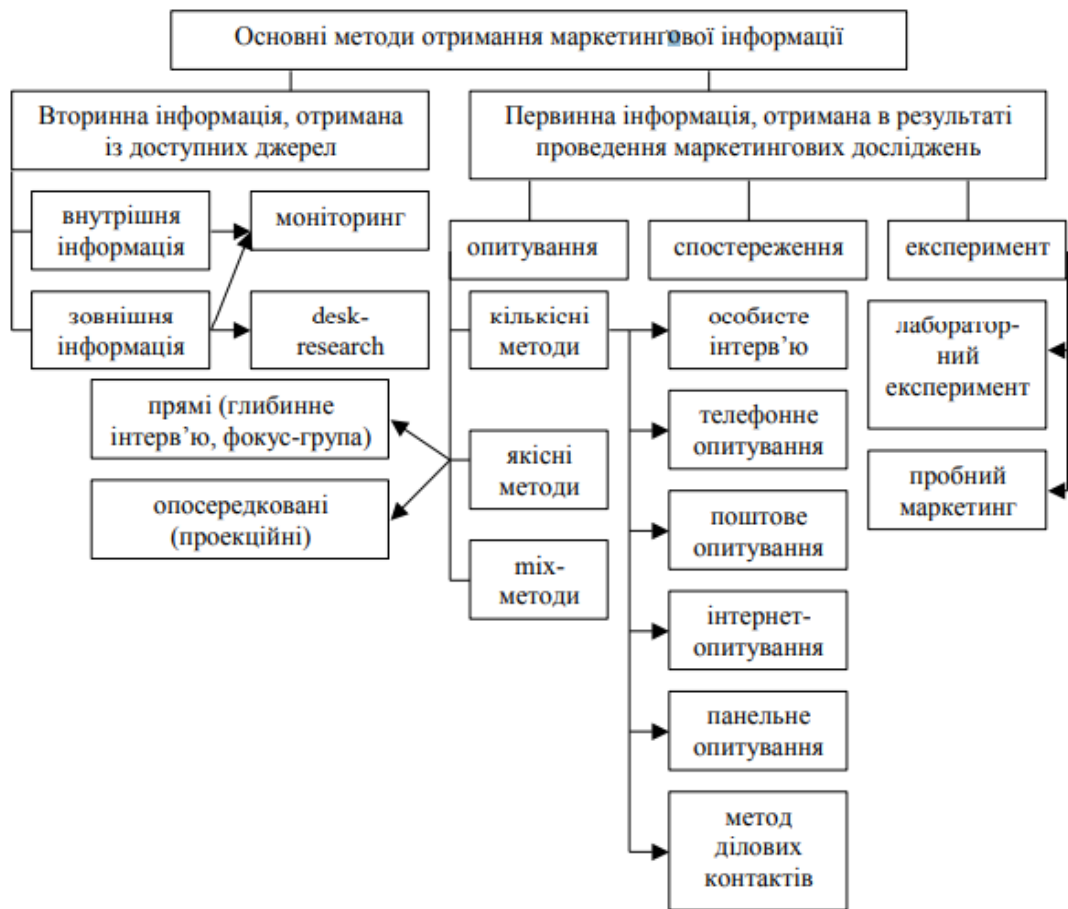 Основні методи отримання маркетингової інформації
Вторинна інформація, отримана
із доступних джерел
Первинна інформація, отримана в результаті
проведення маркетингових досліджень
внутрішня
інформація
моніторинг
опитування
спостереження
експеримент
зовнішня
інформація
desk-
research
кількісні
методи
особисте
інтерв’ю
лаборатор-
ний
експеримент
прямі (глибинне
інтерв’ю, фокус-група)
телефонне
опитування
якісні
методи
пробний
маркетинг
опосередковані
(проекційні)
поштове
опитування
mix-
методи
інтернет-
опитування
панельне
опитування
метод
ділових
контактів